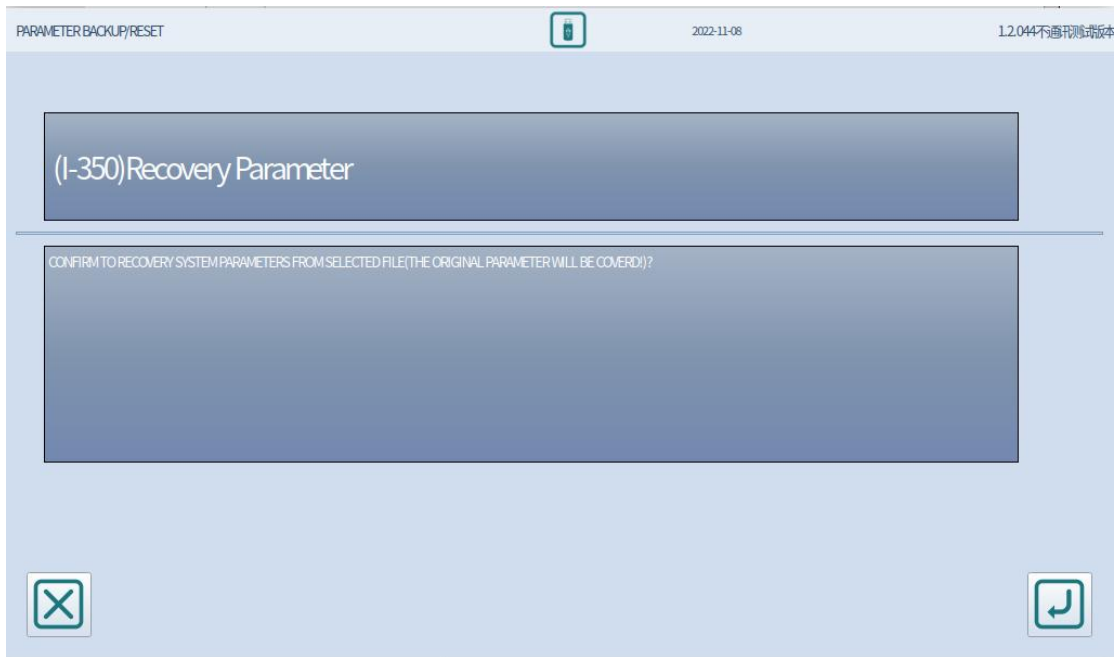 PARAMETER BACKUP/RESET
2022-11-08
1.2.044不通讯测试版本
(I-350)Recovery Parameter
CONFIRM TO RECOVERY SYSTEM PARAMETERS FROM SELECTED FILE(THE ORIGINAL PARAMETER WILL BE COVERD!)?